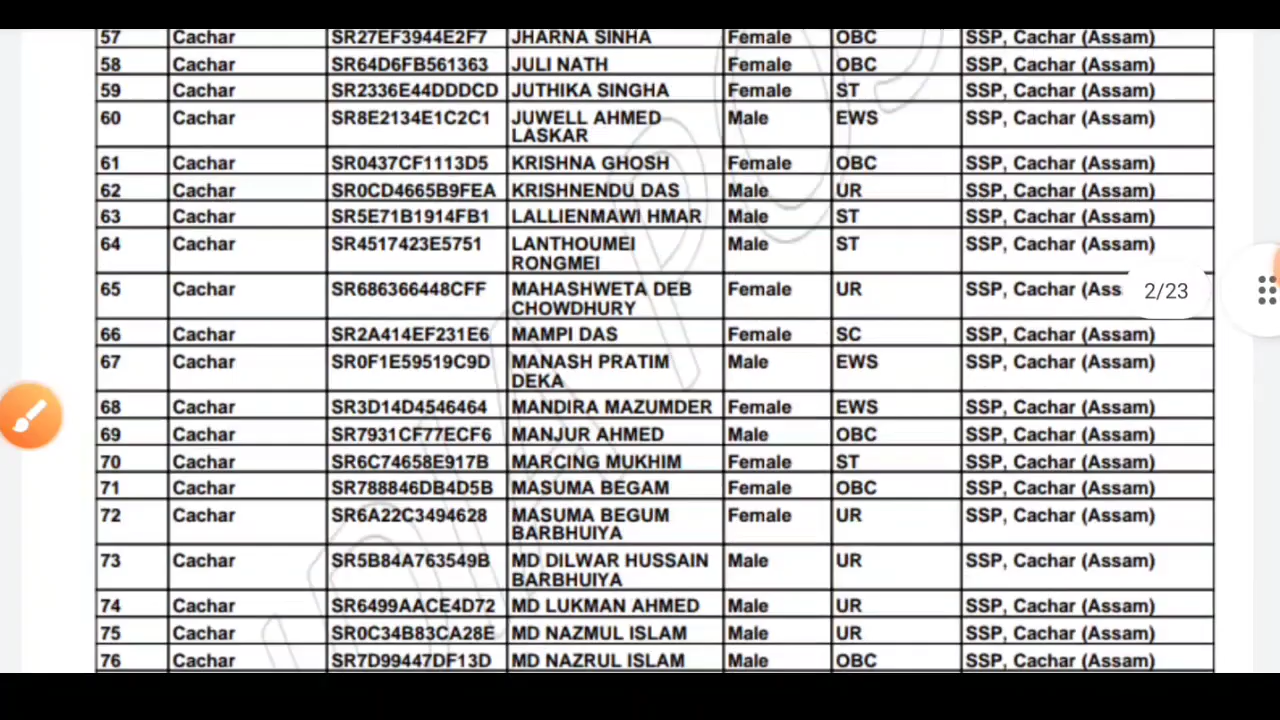 57 Cachar SR27EF3944E2F7 JHARNA SINHA Female OBC SSP, Cachar (Assam)
58 Cachar SR64D6FB561363 JULI NATH Female OBC SSP, Cachar (Assam)
59 Cachar SR2336E44DDDCD JUTHIKA SINGHA Female ST SSP, Cachar (Assam)
60 Cachar SR8E2134E1C2C1 JUWELL AHMED Male EWS SSP, Cachar (Assam)
LASKAR
61 Cachar SR0437CF1113D5 KRISHNA GHOSH Female OBC SSP, Cachar (Assam)
62 Cachar SR0CD4665B9FEA KRISHNENDU DAS Male UR SSP, Cachar (Assam)
63 Cachar SR5E71B1914FB1 LALLIENMAWI HMAR Male ST SSP, Cachar (Assam)
64 Cachar SR4517423E5751 LANTHOUMEI Male ST SSP, Cachar (Assam)
RONGMEI
65 Cachar SR686366448CFF MAHASHWETA DEB Female UR SSP, Cachar (Ass 2/23
CHOWDHURY
66 Cachar SR2A414EF231E6 MAMPI DAS Female SC SSP, Cachar (Assam)
67 Cachar SR0F1E59519C9D MANASH PRATIM Male EWS SSP, Cachar (Assam)
DEKA
68 Cachar SR3D14D4546464 MANDIRA MAZUMDER Female EWS SSP, Cachar (Assam)
69 Cachar SR7931CF77ECF6 MANJUR AHMED Male OBC SSP, Cachar (Assam)
70 Cachar SR6C74658E917B MARCING MUKHIM Female ST SSP, Cachar (Assam)
71 Cachar SR788846DB4D5B MASUMA BEGAM Female OBC SSP, Cachar (Assam)
72 Cachar SR6A22C3494628 MASUMA BEGUM Female UR SSP, Cachar (Assam)
BARBHUIYA
73 Cachar SR5B84A763549B MD DILWAR HUSSAIN Male UR SSP, Cachar (Assam)
BARBHUIYA
74 Cachar SR6499AACE4D72 MD LUKMAN AHMED Male UR SSP, Cachar (Assam)
75 Cachar SR0C34B83CA28E MD NAZMUL ISLAM Male UR SSP, Cachar (Assam)
76 Cachar SR7D99447DF13D MD NAZRUL ISLAM Male OBC SSP, Cachar (Assam)